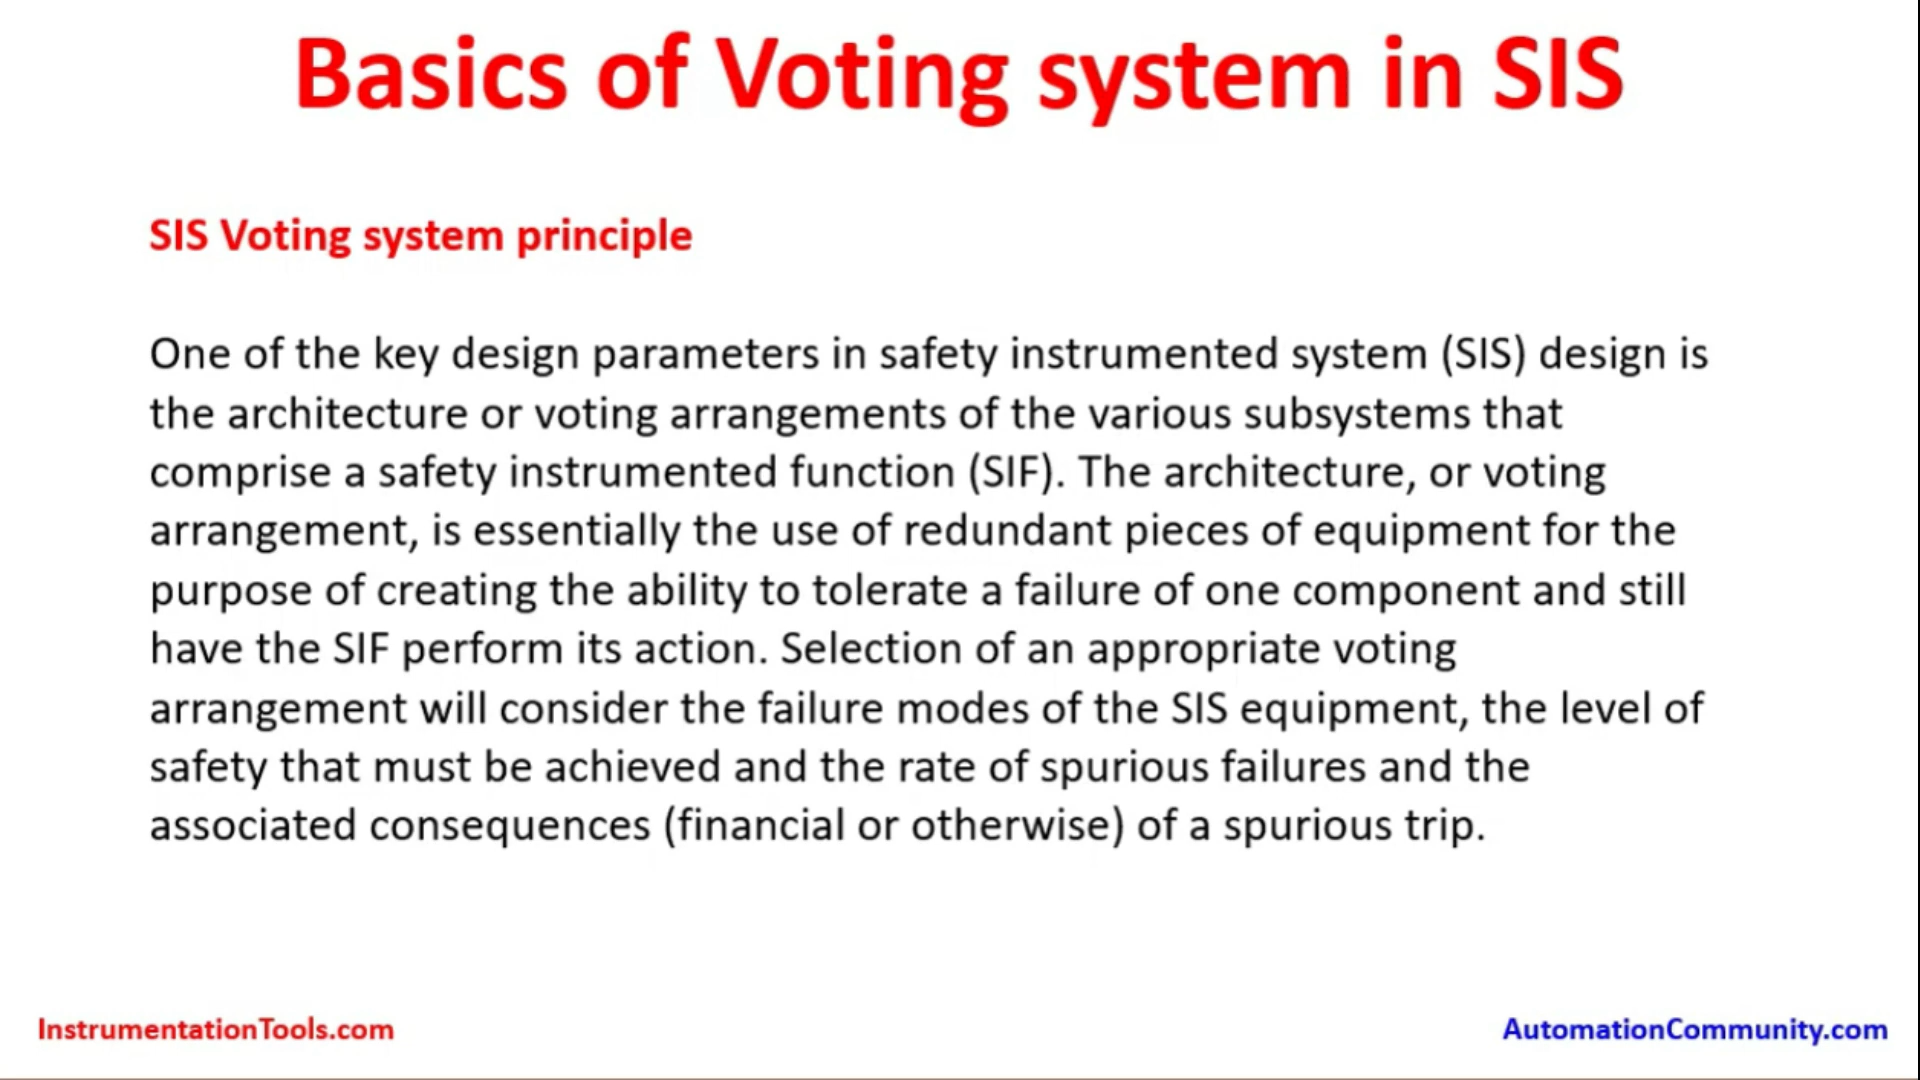 Basics of Voting system in SIS
SIS Voting system principle
One of the key design parameters in safety instrumented system (SIS) design is
the architecture or voting arrangements of the various subsystems that
comprise a safety instrumented function (SIF). The architecture, or voting
arrangement, is essentially the use of redundant pieces of equipment for the
purpose of creating the ability to tolerate a failure of one component and still
have the SIF perform its action. Selection of an appropriate voting
arrangement will consider the failure modes of the SIS equipment, the level of
safety that must be achieved and the rate of spurious failures and the
associated consequences (financial or otherwise) of a spurious trip.
InstrumentationTools.com
AutomationCommunity.com